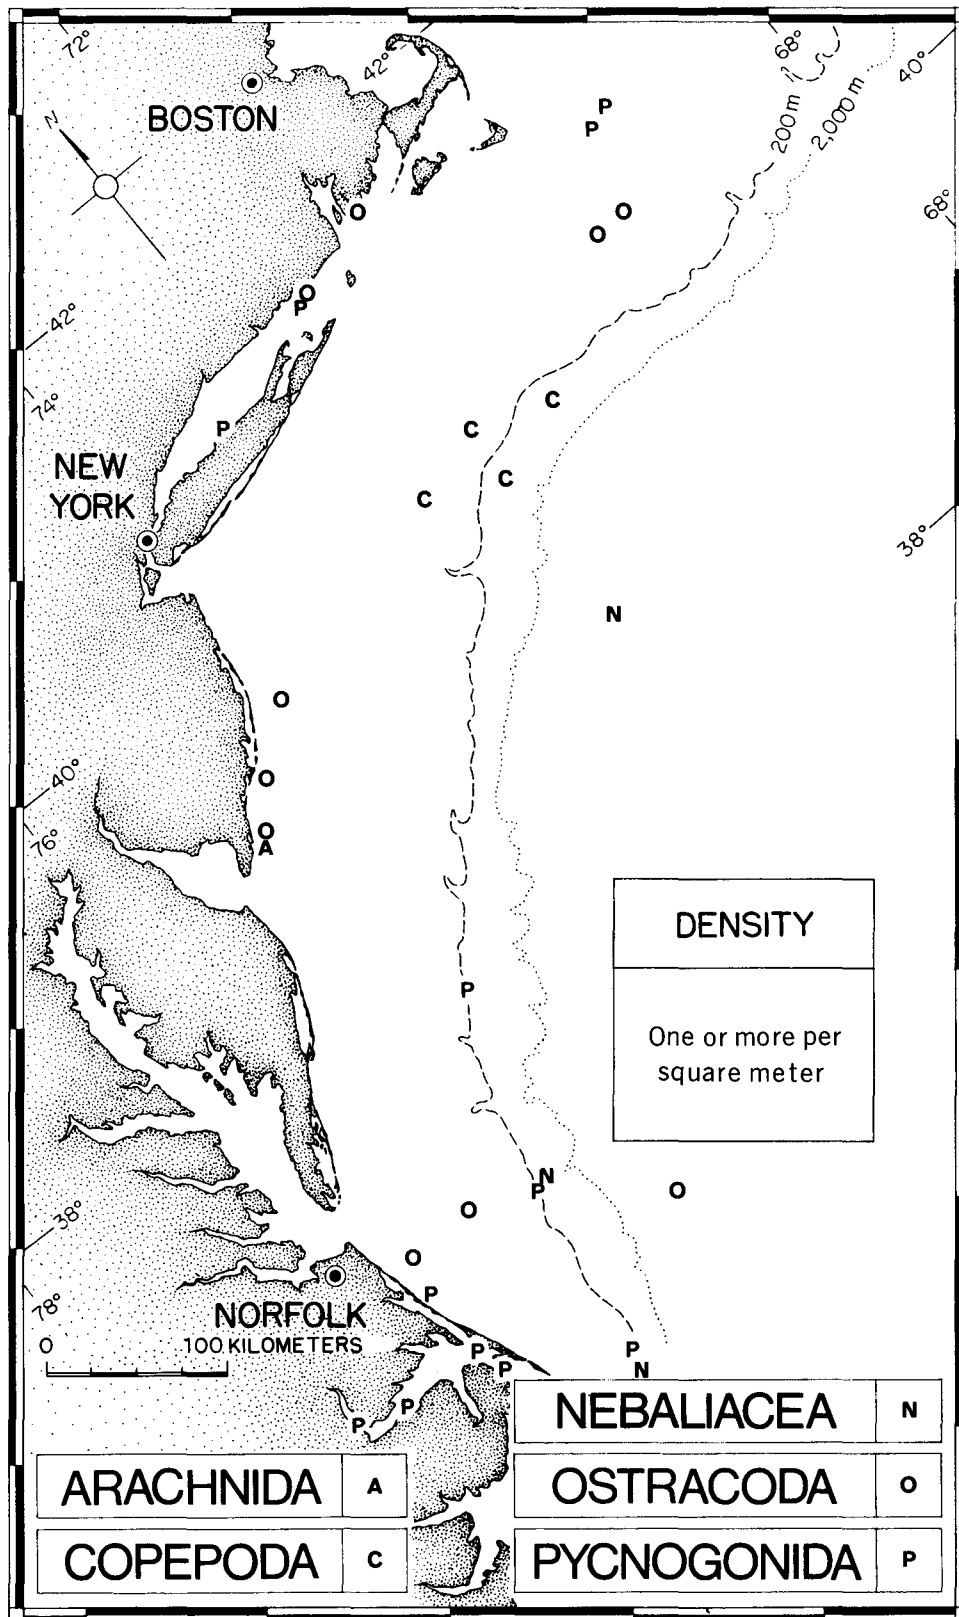 72°
42°
68°
40°
BOSTON
200 m
2,000 m
N
P
P
O
O
O
68°
O
P
42°
74°
C
C
P
NEW
YORK
C
C
38°
N
O
40°
O
76°
O
A
DENSITY
P
One or more per
square meter
N
P
O
O
38°
O
P
78°
NORFOLK
0 100 KILOMETERS
P
P
P
N
P
P
NEBALIACEA N
ARACHNIDA A
OSTRACODA O
COPEPODA C
PYCNOGONIDA P